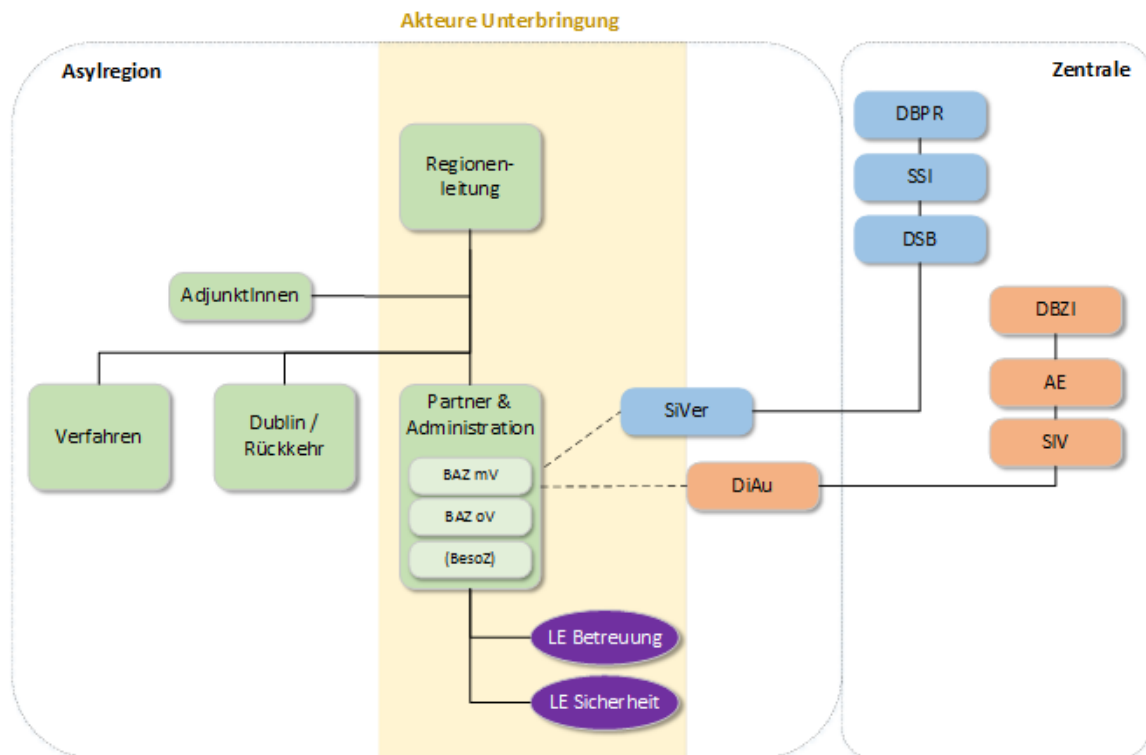 Akteure Unterbringung
Asylregion
Zentrale
DBPR
Regionen-
leitung
SSI
DSB
AdjunktInnen
DBZI
AE
Verfahren
Dublin /
Rückkehr
Partner &
Administration
SiVer
SIV
BAZ mV
DiAu
BAZ oV
(BesoZ)
LE Betreuung
LE Sicherheit